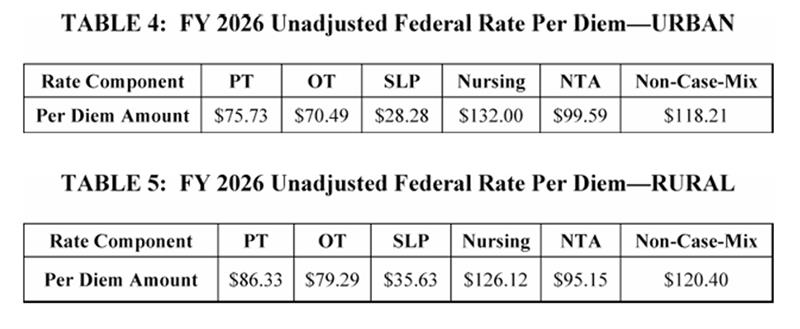 TABLE 4: FY 2026 Unadjusted Federal Rate Per Diem—URBAN
Rate Component PT OT SLP Nursing NTA Non-Case-Mix
Per Diem Amount $75.73 $70.49 $28.28 $132.00 $99.59 $118.21
TABLE 5: FY 2026 Unadjusted Federal Rate Per Diem—RURAL
Rate Component PT OT SLP Nursing NTA Non-Case-Mix
Per Diem Amount $86.33 $79.29 $35.63 $126.12 $95.15 $120.40